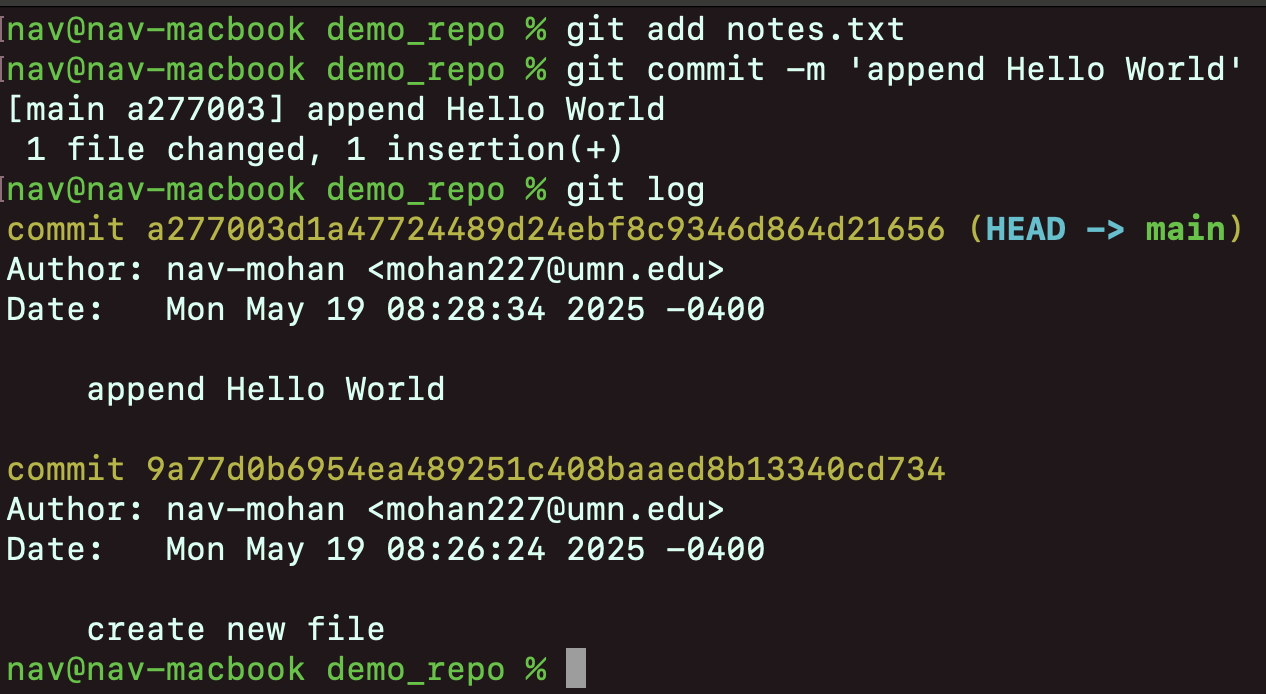 nav@nav-macbook demo_repo % git add notes.txt
nav@nav-macbook demo_repo % git commit -m 'append Hello World'
[main a277003] append Hello World
 1 file changed, 1 insertion(+)
nav@nav-macbook demo_repo % git log
commit a277003d1a47724489d24ebf8c9346d864d21656 (HEAD -> main)
Author: nav-mohan <mohan227@umn.edu>
Date:   Mon May 19 08:28:34 2025 -0400

    append Hello World

commit 9a77d0b6954ea489251c408baaed8b13340cd734
Author: nav-mohan <mohan227@umn.edu>
Date:   Mon May 19 08:26:24 2025 -0400

    create new file
nav@nav-macbook demo_repo %